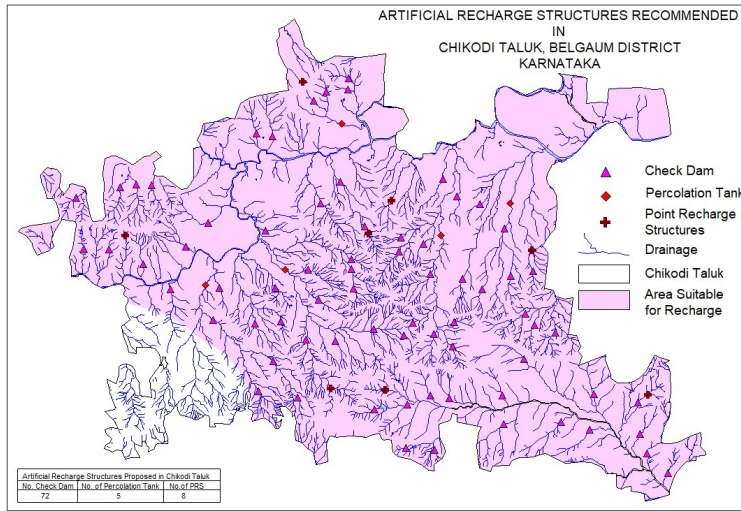 ARTIFICIAL RECHARGE STRUCTURES RECOMMENDED
IN
CHIKODI TALUK, BELGAUM DISTRICT
KARNATAKA
Check Dam
Percolation Tank
Point Recharge
Structures
Drainage
Chikodi Taluk
Area Suitable
for Recharge
Artificial Recharge Structures Proposed in Chikodi Taluk
No. Check Dam No. of Percolation Tank No.of PRS
72 5 8